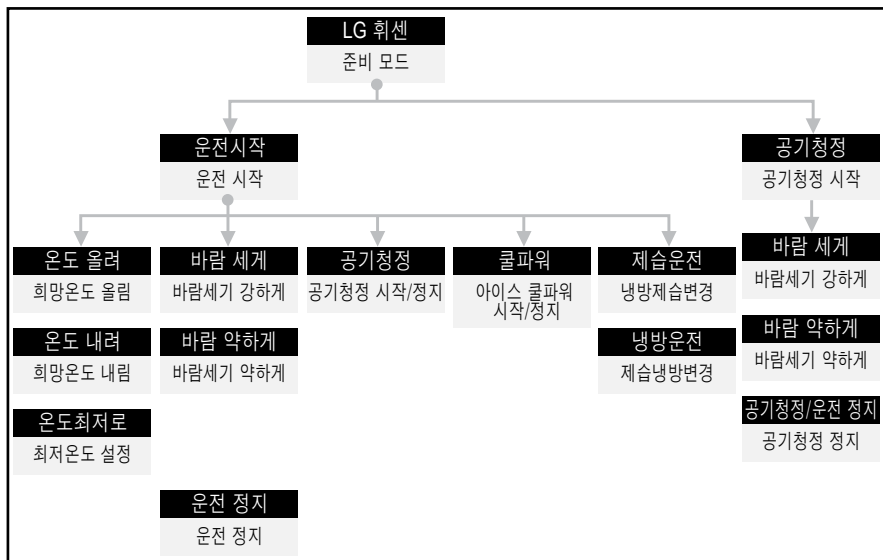 LG 휘센
준비 모드
운전시작
운전 시작
공기청정
공기청정 시작
온도 올려
희망온도 올림
바람 세게
바람세기 강하게
공기청정
공기청정 시작/정지
쿨파워
아이스 쿨파워
시작/정지
제습운전
냉방제습변경
바람 세게
바람세기 강하게
온도 내려
희망온도 내림
바람 약하게
바람세기 약하게
냉방운전
제습냉방변경
바람 약하게
바람세기 약하게
온도최저로
최저온도 설정
공기청정/운전 정지
공기청정 정지
운전 정지
운전 정지